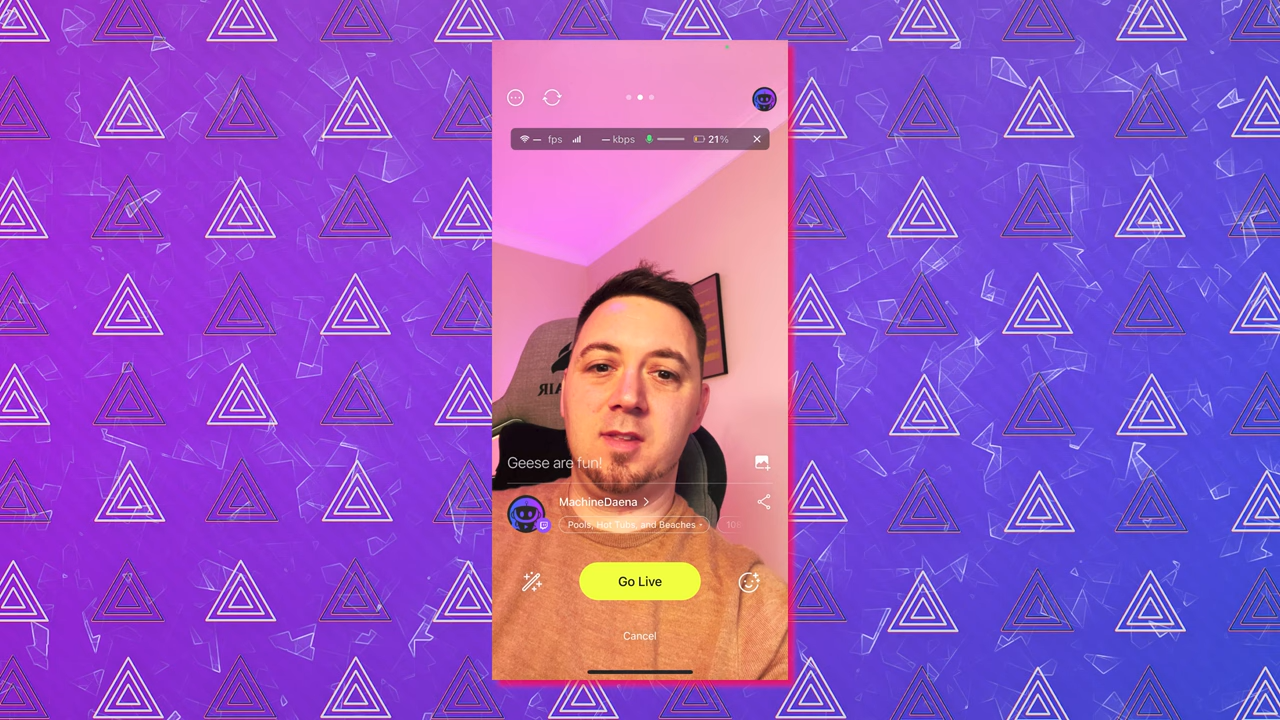 — fps — kbps 21%
Geese are fun!
MachineDaena
Pools, Hot Tubs, and Beaches
Go Live
Cancel